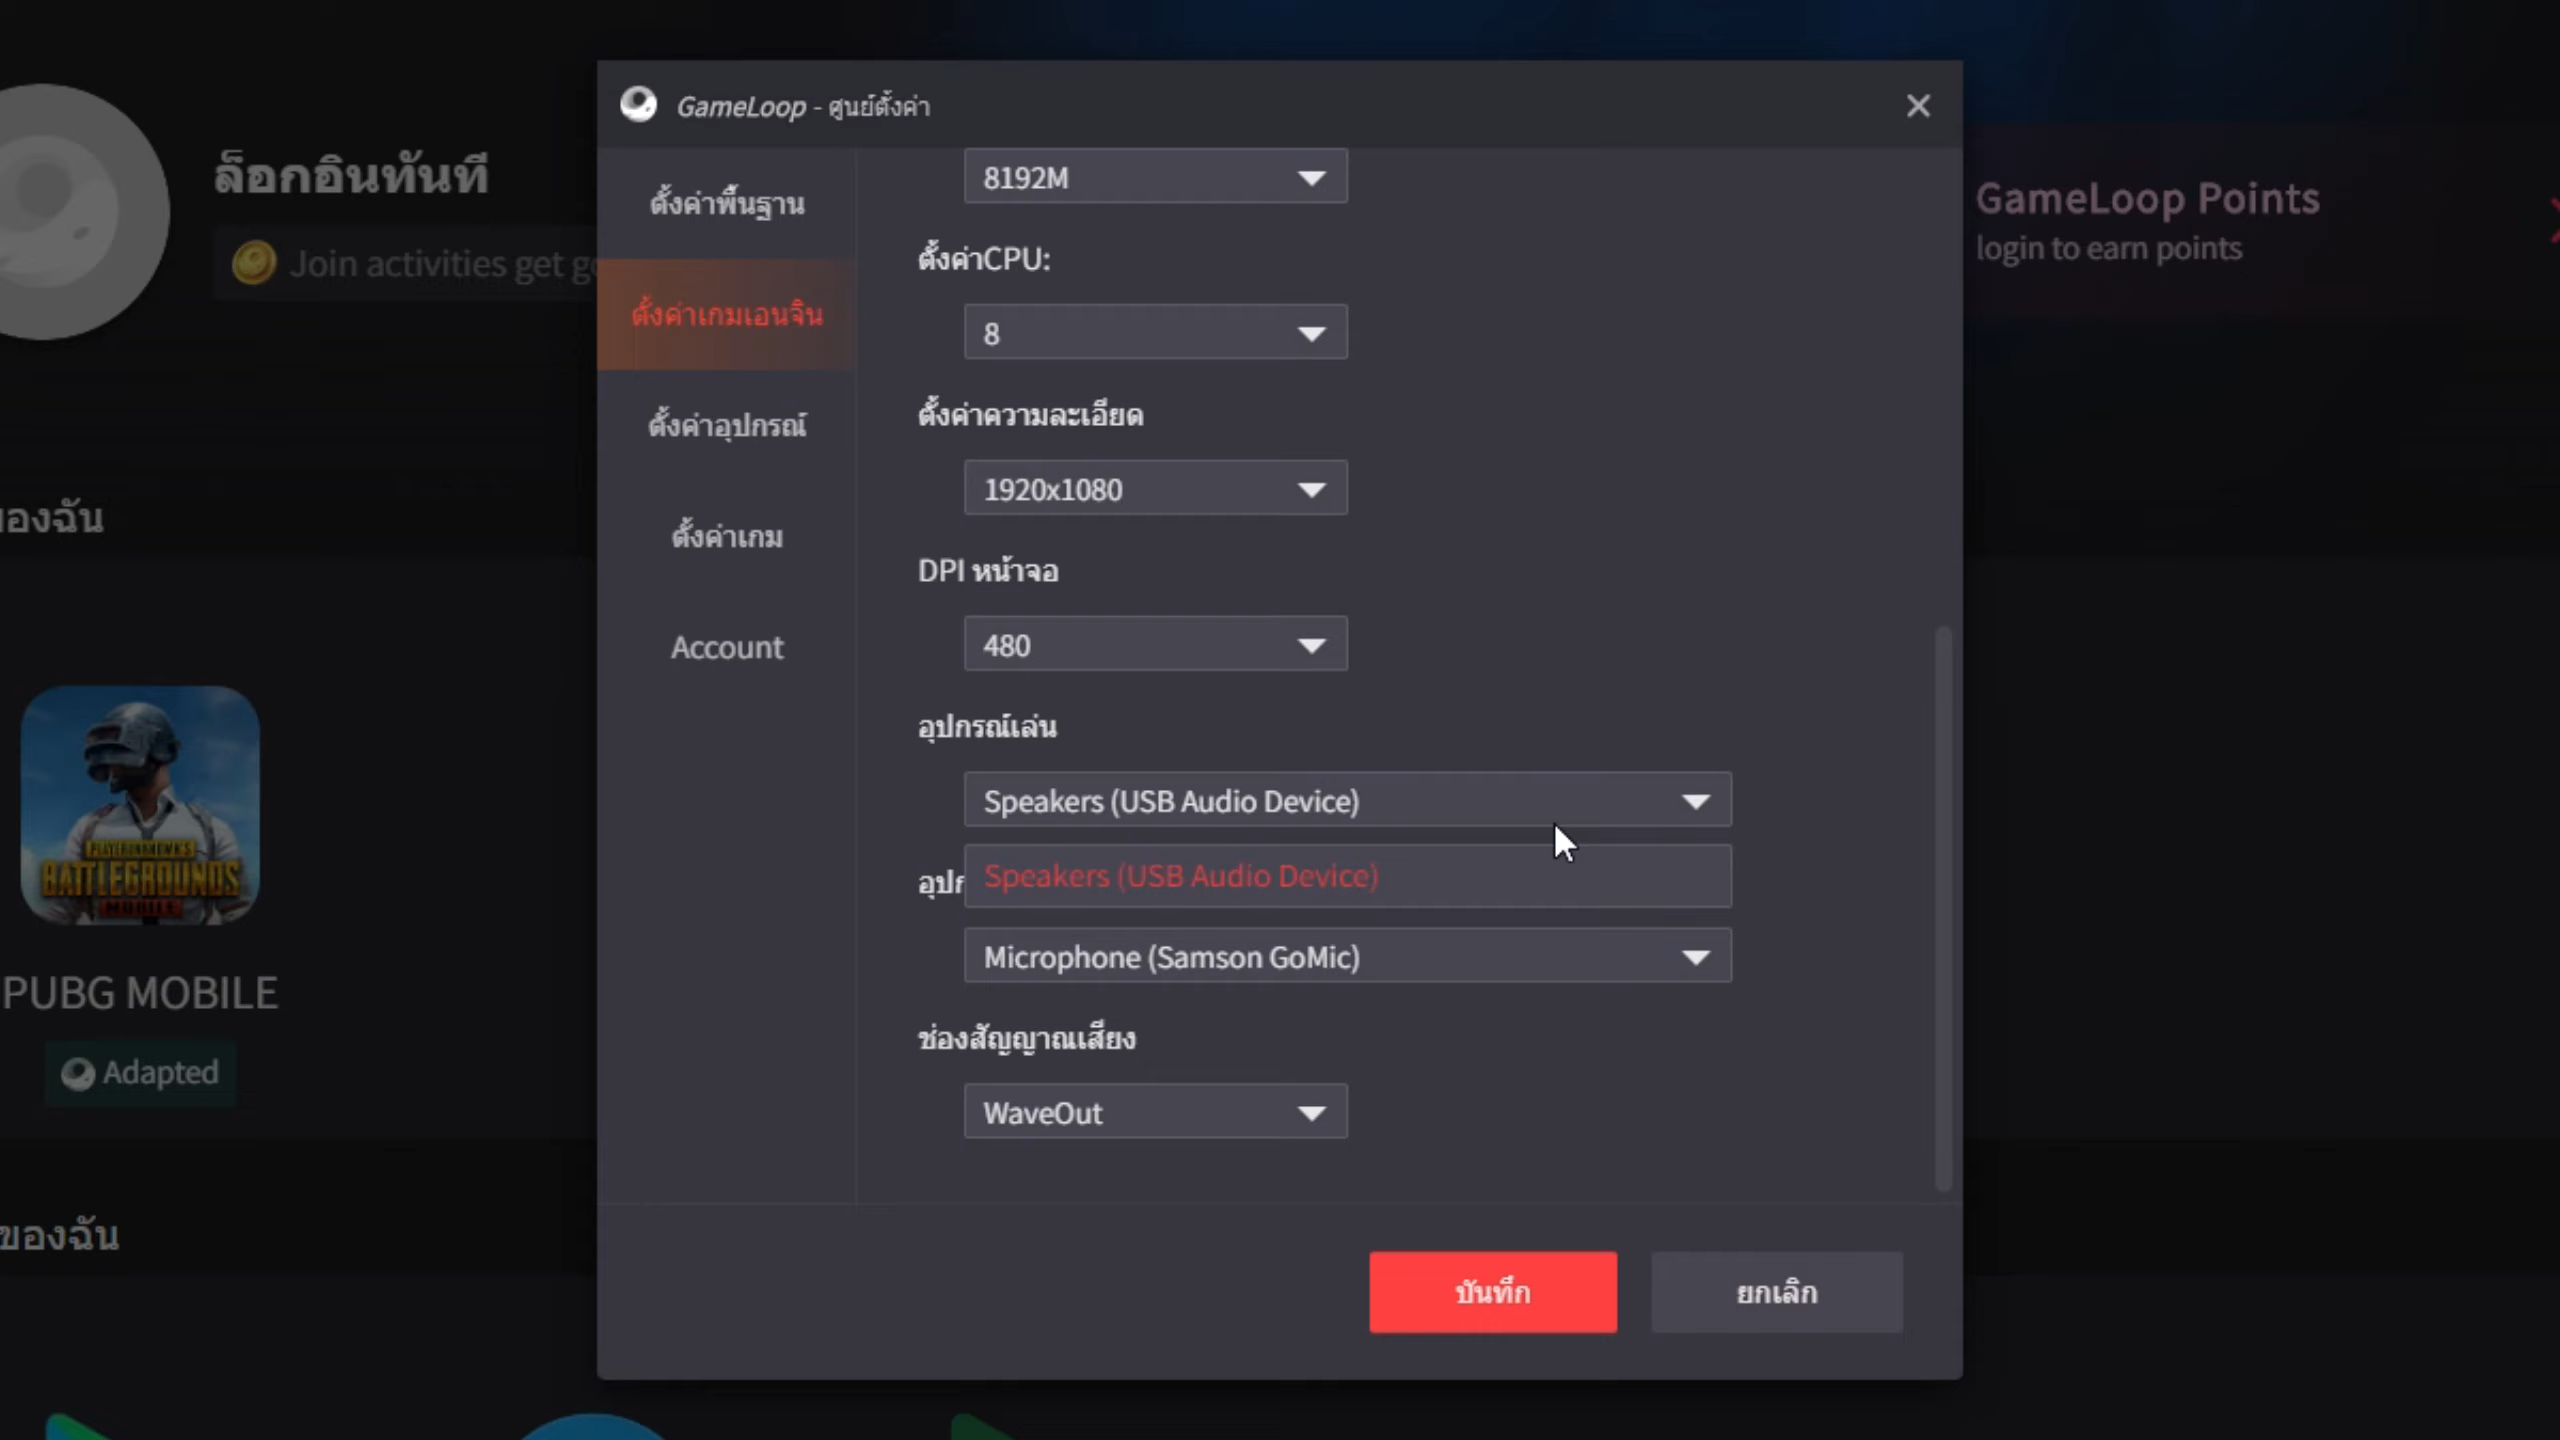 GameLoop - ศูนย์ตั้งค่า
ล็อกอินทันที
Join activities get
GameLoop Points
login to earn points
ของฉัน
PLAYERUNKNOWN'S
BATTLEGROUNDS
MOBILE
PUBG MOBILE
Adapted
ของฉัน
ตั้งค่าพื้นฐาน
ตั้งค่าเกมเอนจิน
ตั้งค่าอุปกรณ์
ตั้งค่าเกม
Account
8192M
ตั้งค่าCPU:
8
ตั้งค่าความละเอียด
1920x1080
DPI หน้าจอ
480
อุปกรณ์เล่น
Speakers (USB Audio Device)
Speakers (USB Audio Device)
Microphone (Samson GoMic)
ช่องสัญญาณเสียง
WaveOut
บันทึก
ยกเลิก